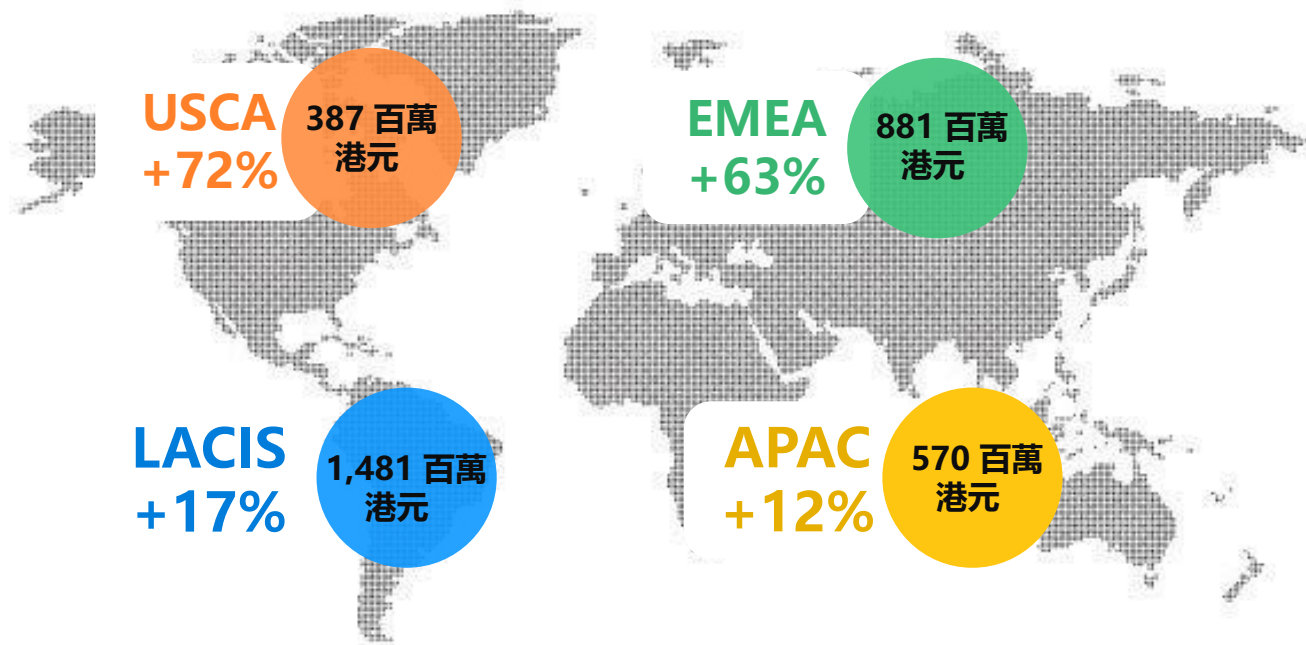 USCA
+72%
387 百萬
港元
EMEA
+63%
881 百萬
港元
LACIS
+17%
1,481 百萬
港元
APAC
+12%
570 百萬
港元